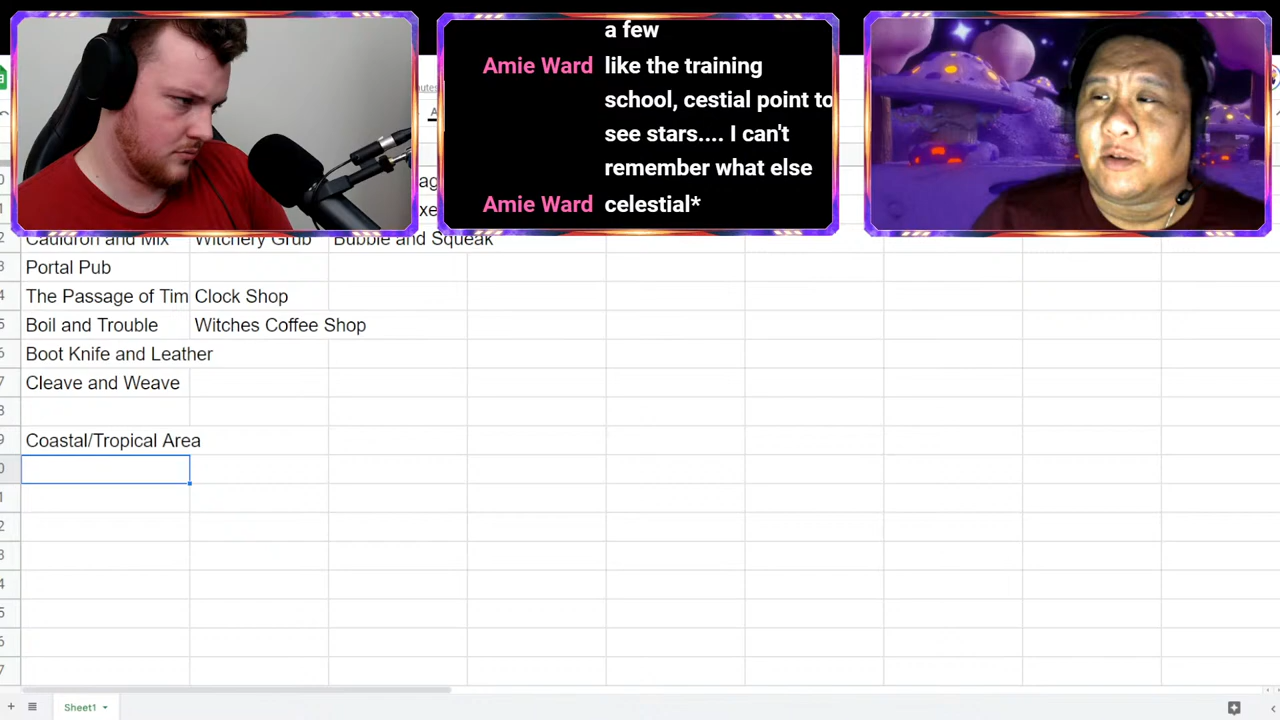 a few
Amie Ward like the training
school, cestial point to
see stars.... I can't
remember what else
Amie Ward celestial*
Cauldron and Mix Witchery Grub Bubble and Squeak
Portal Pub
The Passage of Tim Clock Shop
Boil and Trouble Witches Coffee Shop
Boot Knife and Leather
Cleave and Weave
Coastal/Tropical Area
Sheet1